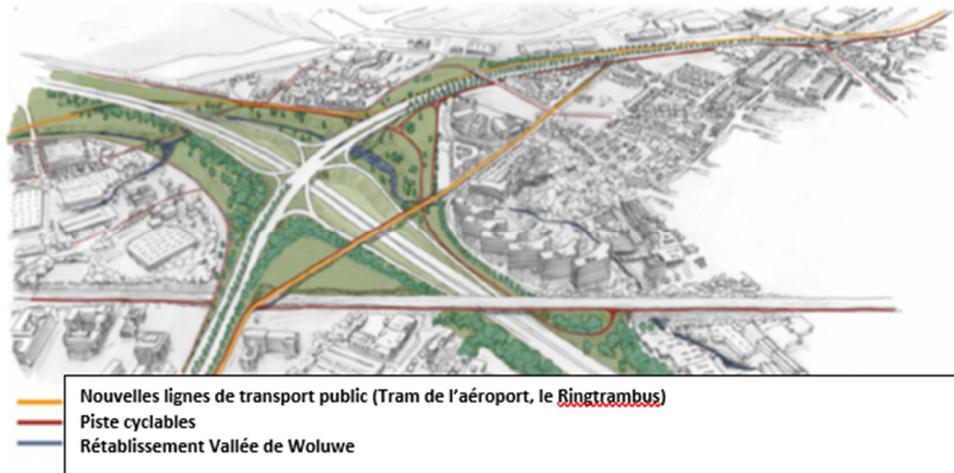 Nouvelles lignes de transport public (Tram de l’aéroport, le Ringtrambus)
Piste cyclables
Rétablissement Vallée de Woluwe